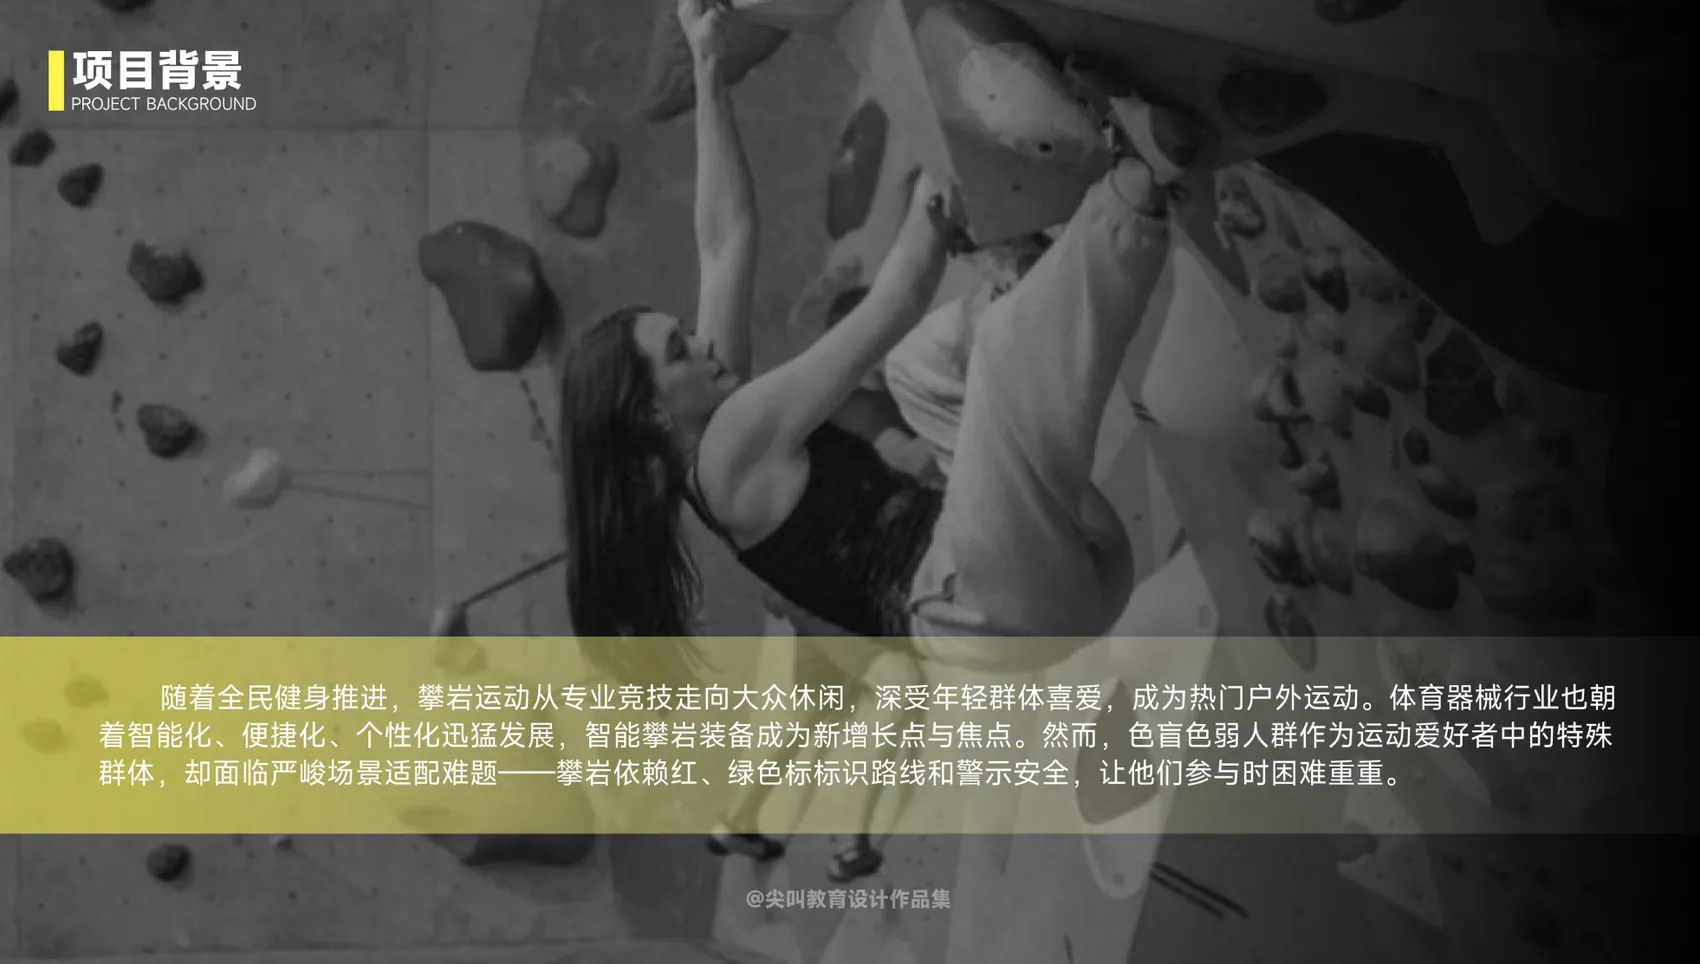 项目背景
PROJECT BACKGROUND
随着全民健身推进，攀岩运动从专业竞技走向大众休闲，深受年轻群体喜爱，成为热门户外运动。体育器械行业也朝
着智能化、便捷化、个性化迅猛发展，智能攀岩装备成为新增长点与焦点。然而，色盲色弱人群作为运动爱好者中的特殊
群体，却面临严峻场景适配难题——攀岩依赖红、绿色标标识路线和警示安全，让他们参与时困难重重。
@尖叫教育设计作品集